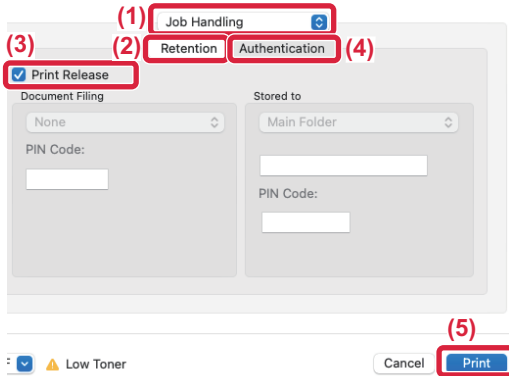 (1) Job Handling
(2) Retention Authentication (4)
(3)
Print Release
Document Filing Stored to
None Main Folder
PIN Code:
PIN Code:
(5)
Low Toner Cancel Print